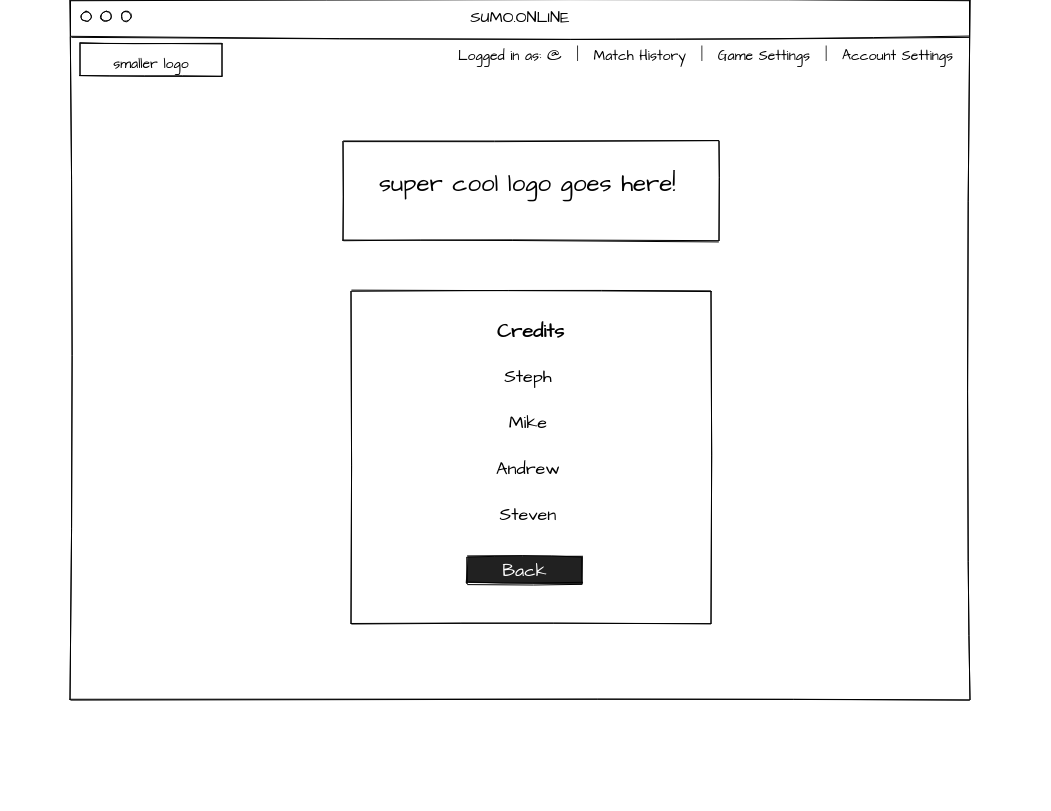 SUMO.ONLINE
smaller logo
Logged in as: @ | Match History | Game Settings | Account Settings
super cool logo goes here!
Credits
Steph
Mike
Andrew
Steven
Back